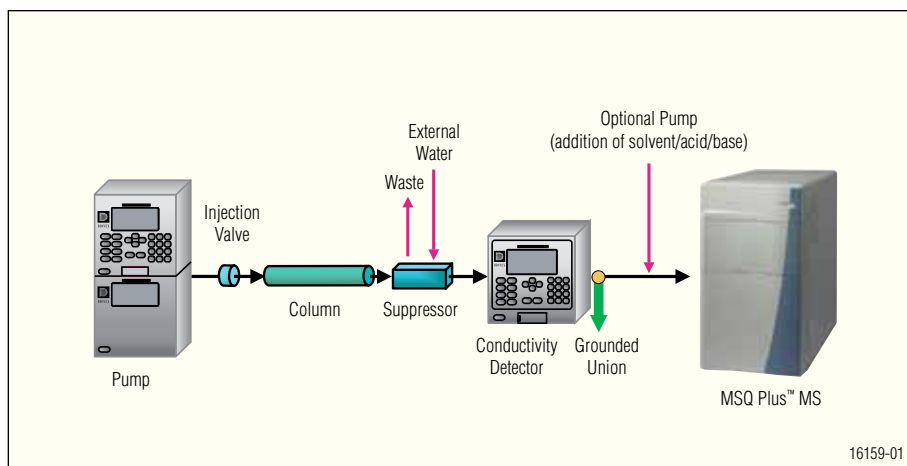 Optional Pump
(addition of solvent/acid/base)
External
Water
Waste
Injection
Valve
Column
Suppressor
Conductivity
Detector
Grounded
Union
Pump
MSQ Plus™ MS
16159-01